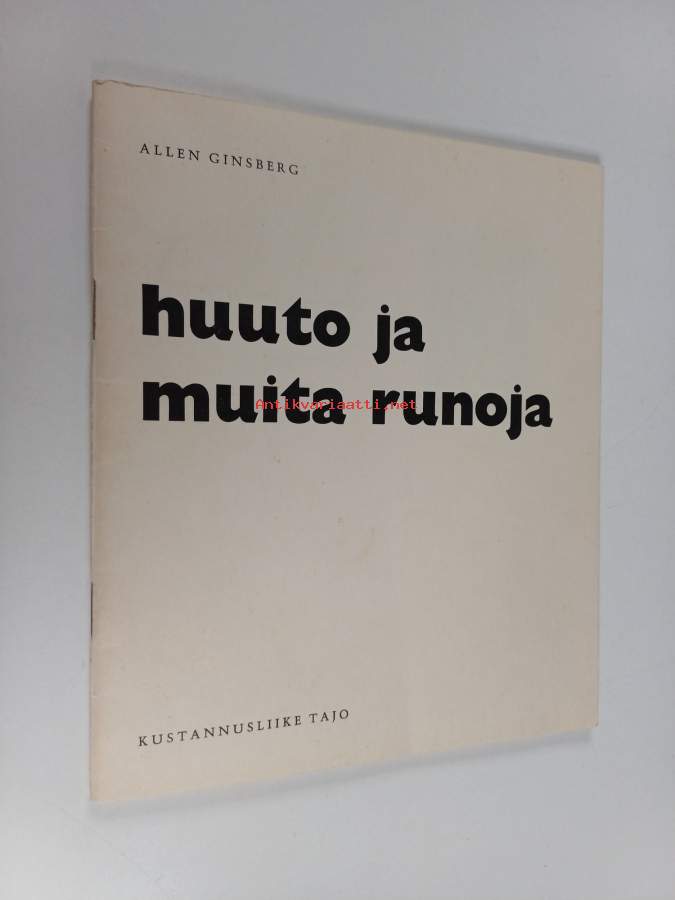 ALLEN GINSBERG
huuto ja
muita runoja
Antikvariaatti.net
KUSTANNUSLIIKE TAJO